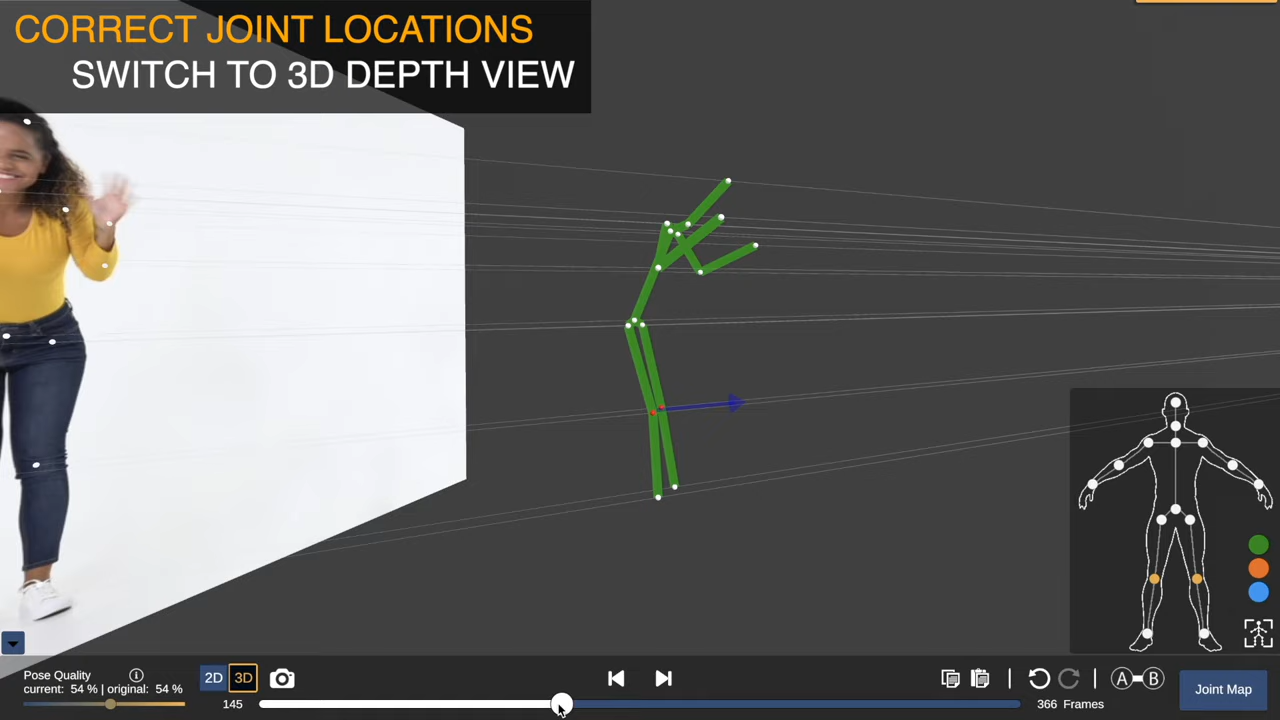 CORRECT JOINT LOCATIONS
SWITCH TO 3D DEPTH VIEW
Pose Quality
current: 54 % | original: 54 %
2D
3D
145
366 Frames
A
B
Joint Map